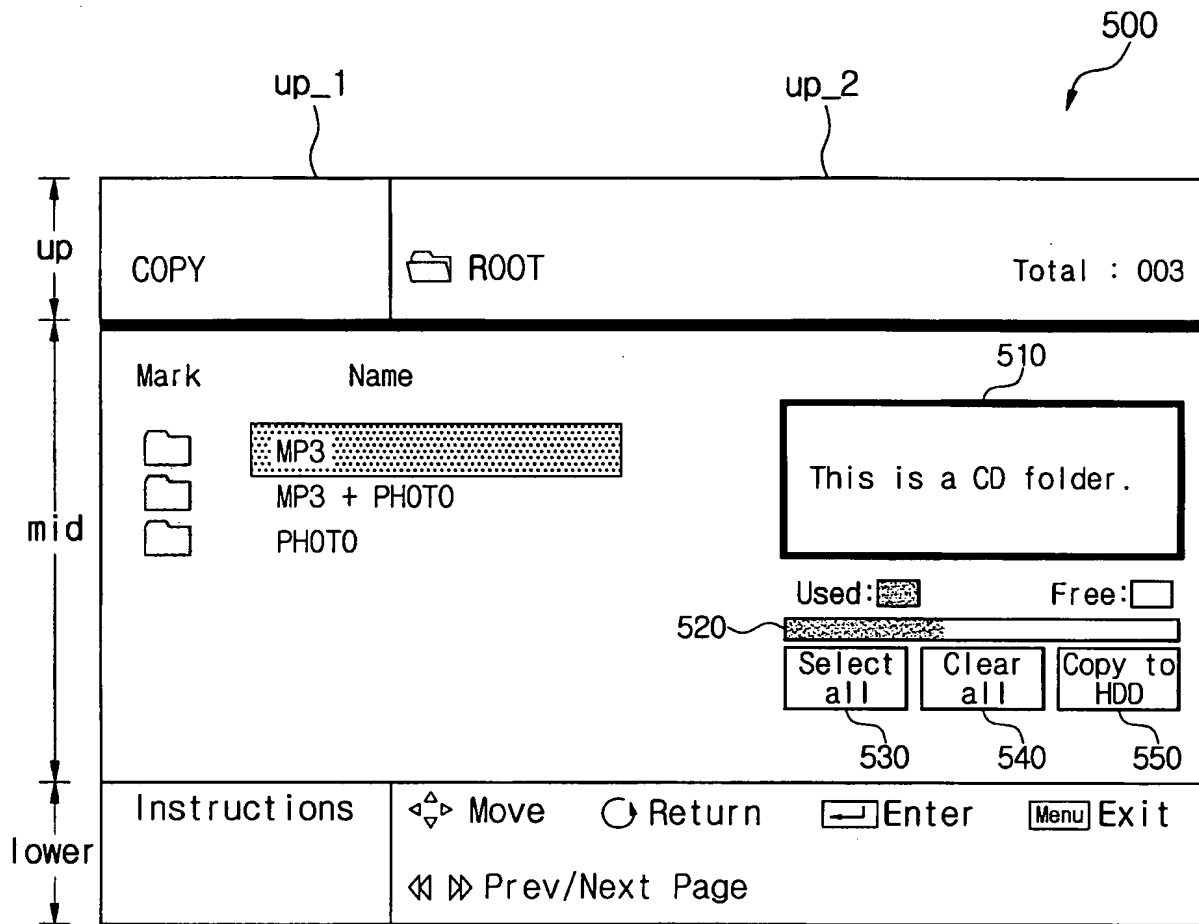 500
up_1
up_2
up
COPY
ROOT
Total : 003
mid
Mark
Name
510
MP3
MP3 + PHOTO
PHOTO
This is a CD folder.
Used:
Free:
520
Select all
Clear all
Copy to HDD
530
540
550
lower
Instructions
Move
Return
Enter
Menu Exit
Prev/Next Page